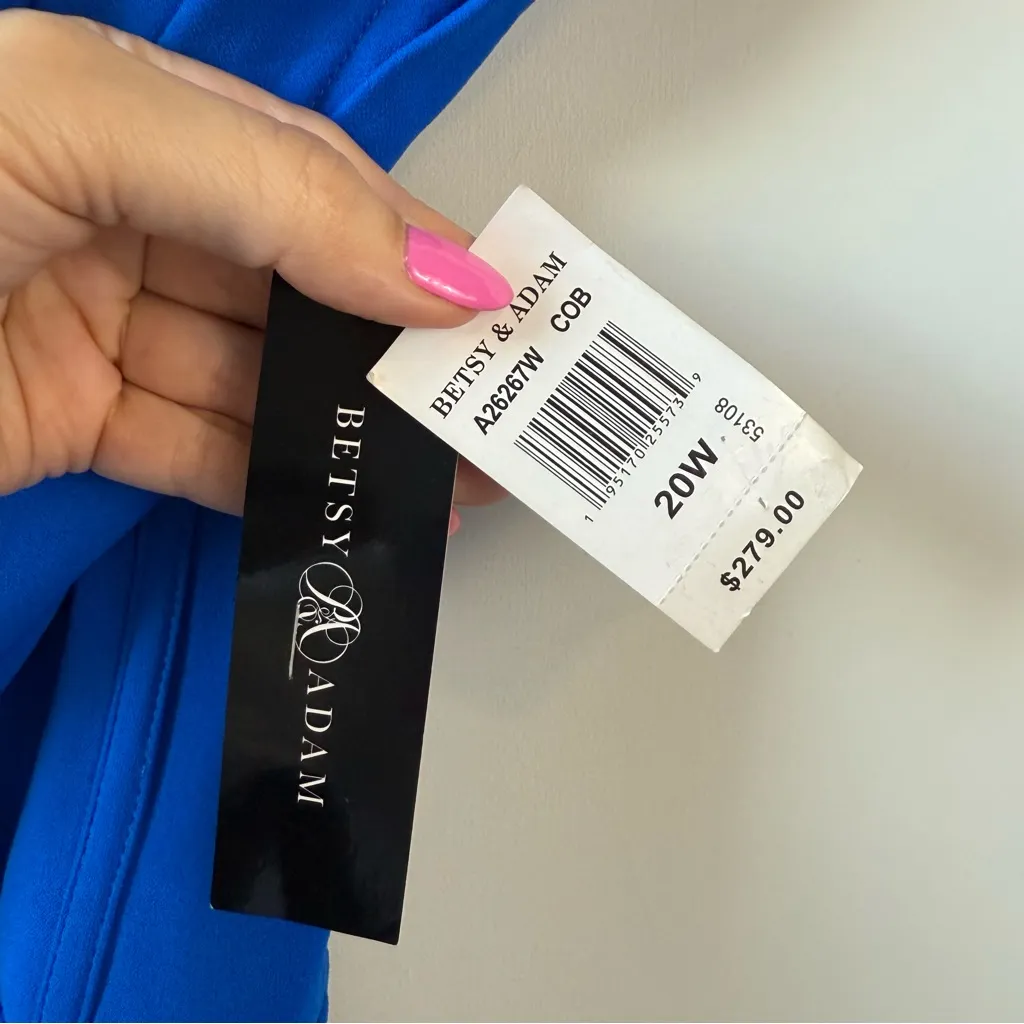 BETSY & ADAM
A26267W COB
1 95170 25573 9
20W 53108
$279.00
BETSY & ADAM